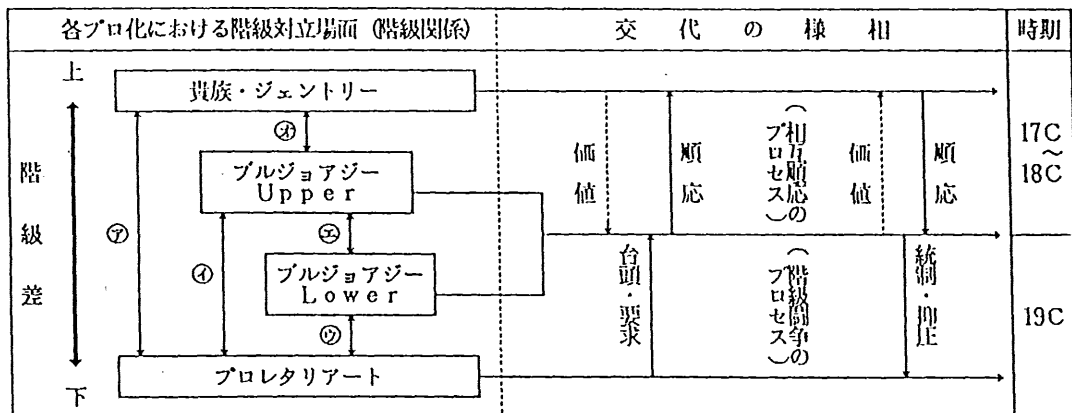 各プロ化における階級対立場面(階級関係)
交代の様相
時期
上
階級差
下
貴族・ジェントリー
㋔
ブルジョアジー
Upper
㋐
㋑
㋓
ブルジョアジー
Lower
㋒
プロレタリアート
価値
順応
(相互順応の
プロセス)
価値
順応
台頭・要求
(階級闘争の
プロセス)
統制・抑圧
17C
~
18C
19C